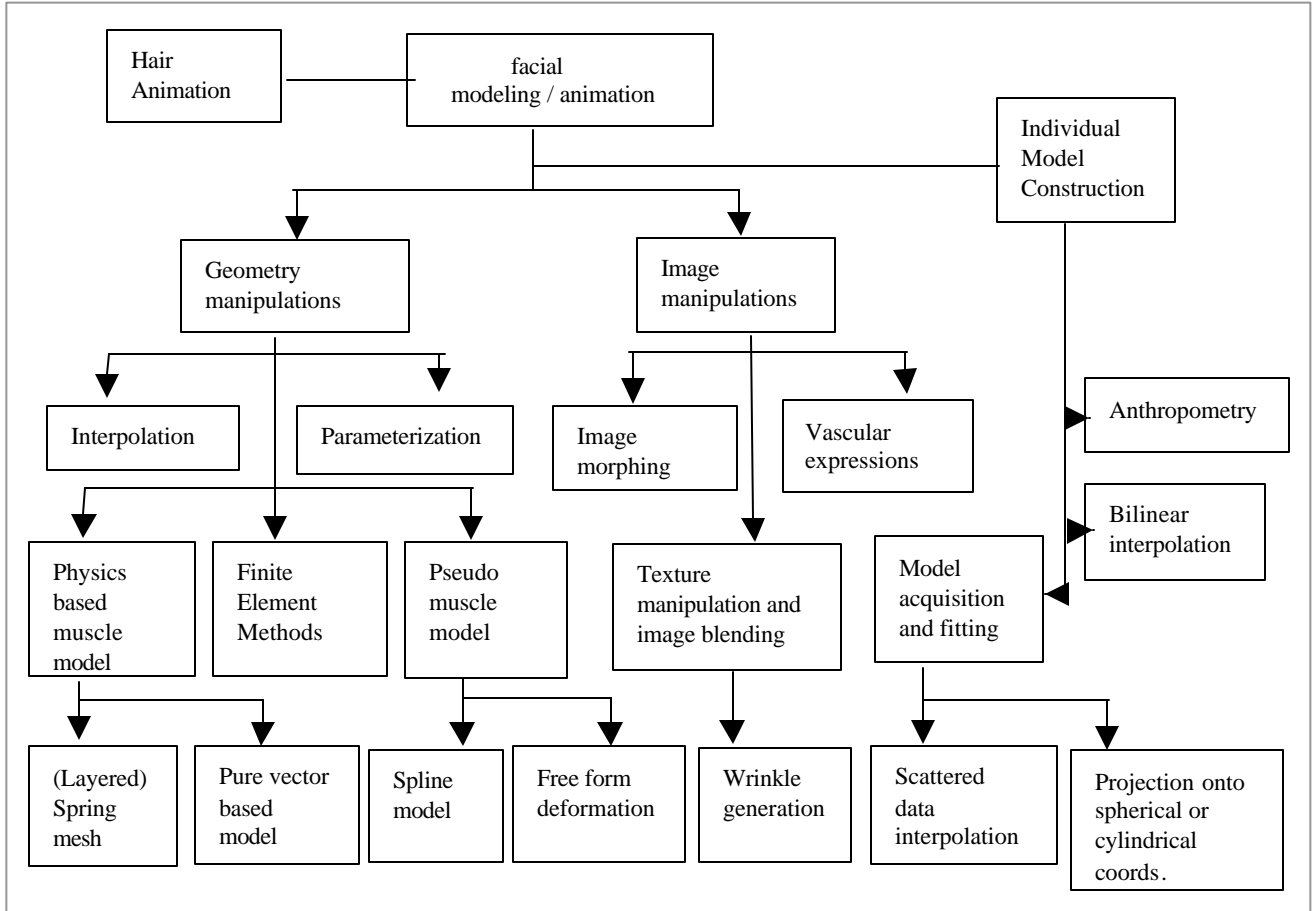 Hair
Animation
facial
modeling / animation
Individual
Model
Construction
Geometry
manipulations
Image
manipulations
Interpolation
Parameterization
Image
morphing
Vascular
expressions
Anthropometry
Bilinear
interpolation
Physics
based
muscle
model
Finite
Element
Methods
Pseudo
muscle
model
Texture
manipulation and
image blending
Model
acquisition
and fitting
(Layered)
Spring
mesh
Pure vector
based
model
Spline
model
Free form
deformation
Wrinkle
generation
Scattered
data
interpolation
Projection onto
spherical or
cylindrical
coords.